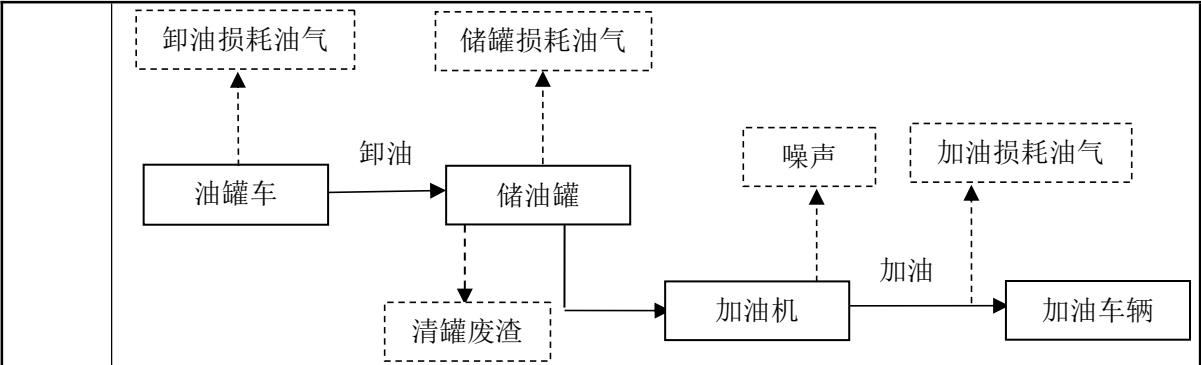 卸油损耗油气
储罐损耗油气
卸油
噪声
加油损耗油气
油罐车
储油罐
加油
清罐废渣
加油机
加油车辆